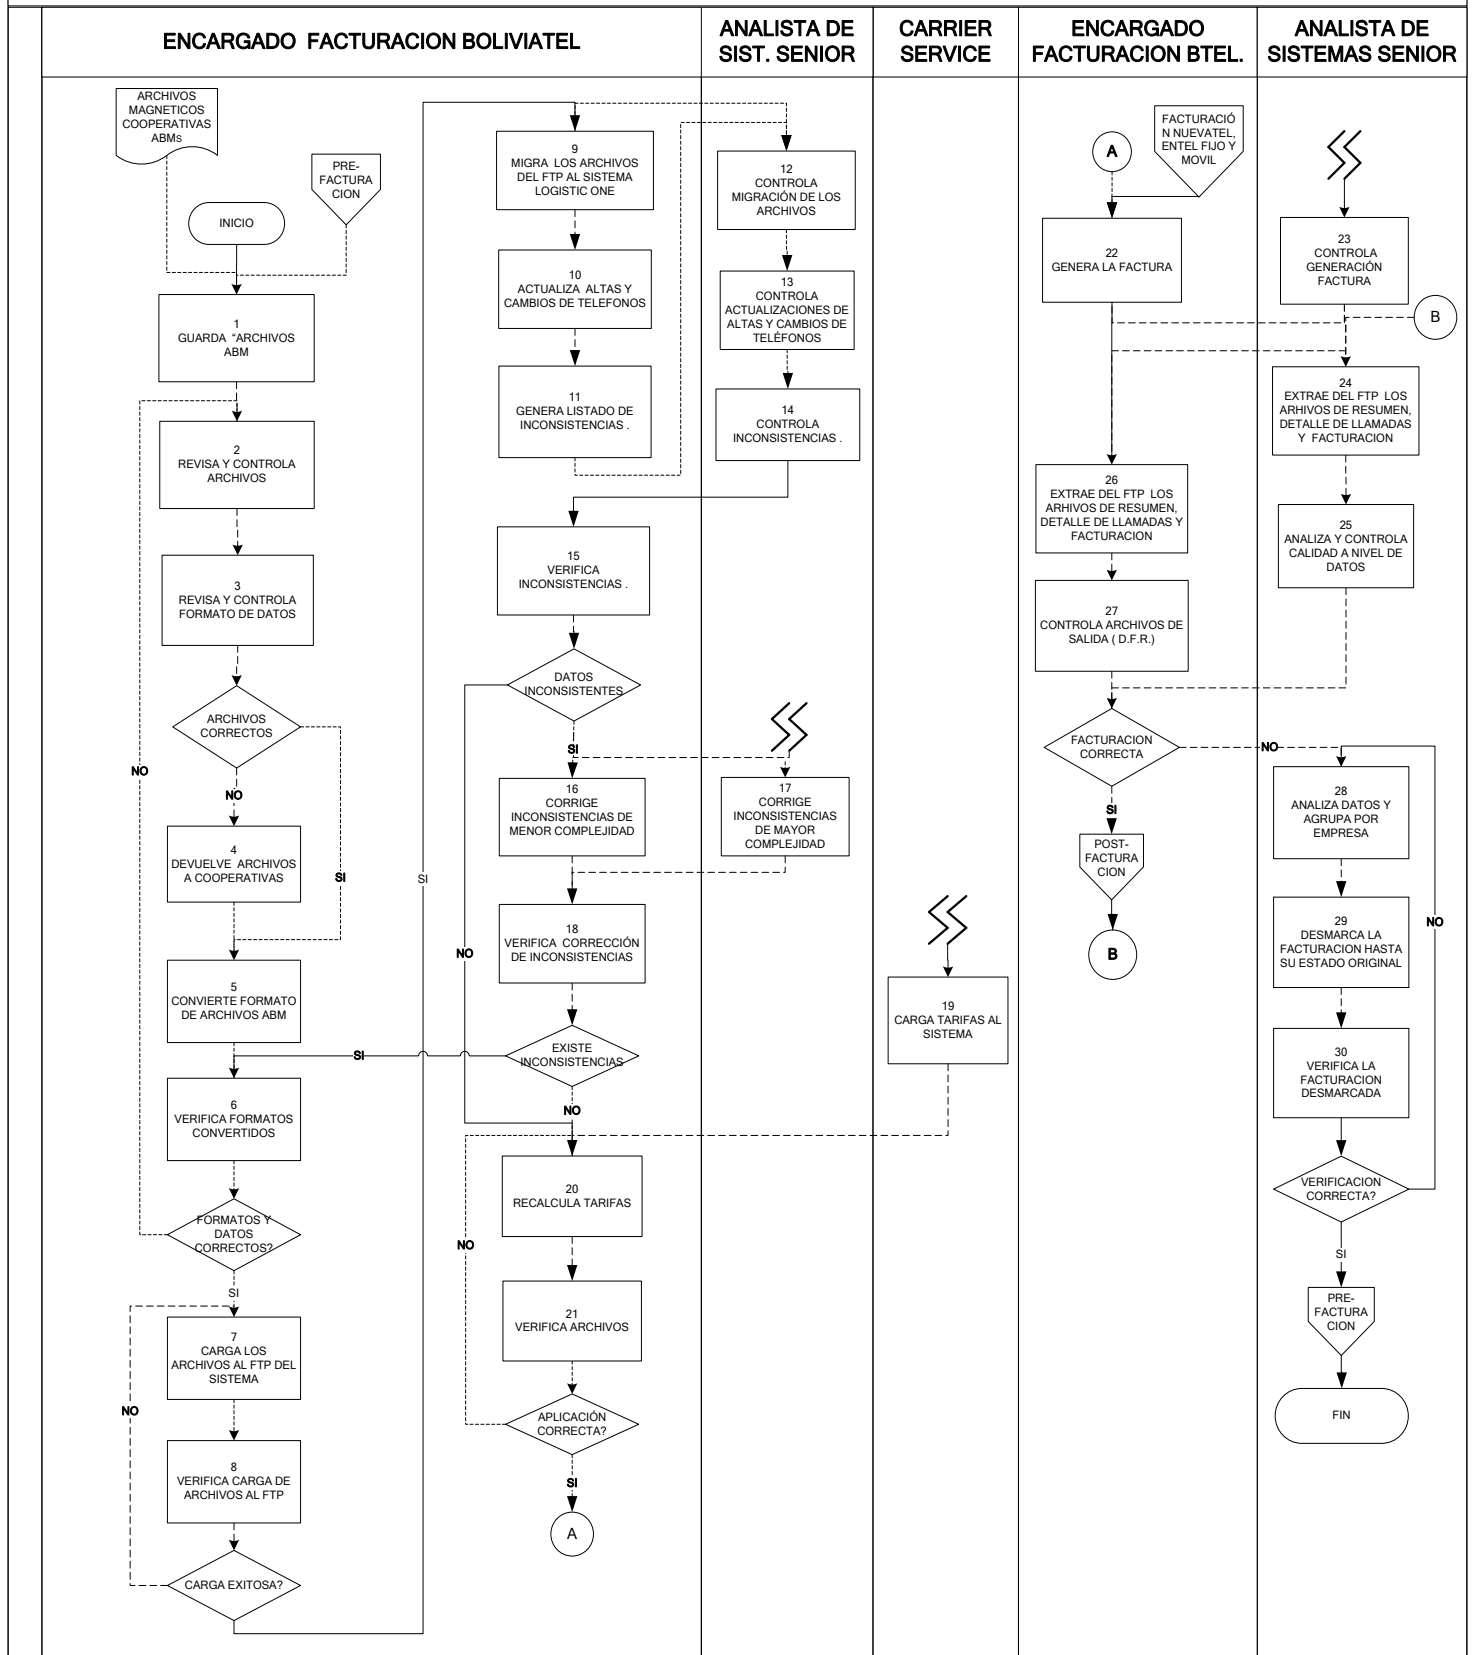 ENCARGADO FACTURACION BOLIVIATEL
ANALISTA DE
SIST. SENIOR
CARRIER
SERVICE
ENCARGADO
FACTURACION BTEL.
ANALISTA DE
SISTEMAS SENIOR
ARCHIVOS
MAGNETICOS
COOPERATIVAS
ABMs
PRE-
FACTURA
CION
INICIO
1
GUARDA “ARCHIVOS
ABM
2
REVISA Y CONTROLA
ARCHIVOS
3
REVISA Y CONTROLA
FORMATO DE DATOS
ARCHIVOS
CORRECTOS
NO
NO
4
DEVUELVE ARCHIVOS
A COOPERATIVAS
SI
5
CONVIERTE FORMATO
DE ARCHIVOS ABM
6
VERIFICA FORMATOS
CONVERTIDOS
FORMATOS Y
DATOS
CORRECTOS?
SI
7
CARGA LOS
ARCHIVOS AL FTP DEL
SISTEMA
NO
8
VERIFICA CARGA DE
ARCHIVOS AL FTP
CARGA EXITOSA?
SI
9
MIGRA LOS ARCHIVOS
DEL FTP AL SISTEMA
LOGISTIC ONE
10
ACTUALIZA ALTAS Y
CAMBIOS DE TELEFONOS
11
GENERA LISTADO DE
INCONSISTENCIAS .
12
CONTROLA
MIGRACIÓN DE LOS
ARCHIVOS
13
CONTROLA
ACTUALIZACIONES DE
ALTAS Y CAMBIOS DE
TELÉFONOS
14
CONTROLA
INCONSISTENCIAS .
15
VERIFICA
INCONSISTENCIAS .
DATOS
INCONSISTENTES
SI
16
CORRIGE
INCONSISTENCIAS DE
MENOR COMPLEJIDAD
17
CORRIGE
INCONSISTENCIAS
DE MAYOR
COMPLEJIDAD
18
VERIFICA CORRECCIÓN
DE INCONSISTENCIAS
NO
EXISTE
INCONSISTENCIAS
SI
NO
19
CARGA TARIFAS AL
SISTEMA
20
RECALCULA TARIFAS
NO
21
VERIFICA ARCHIVOS
APLICACIÓN
CORRECTA?
SI
A
A
FACTURACIÓ
N NUEVATEL,
ENTEL FIJO Y
MOVIL
22
GENERA LA FACTURA
23
CONTROLA
GENERACIÓN
FACTURA
B
24
EXTRAE DEL FTP LOS
ARHIVOS DE RESUMEN,
DETALLE DE LLAMADAS
Y FACTURACION
25
ANALIZA Y CONTROLA
CALIDAD A NIVEL DE
DATOS
26
EXTRAE DEL FTP LOS
ARHIVOS DE RESUMEN,
DETALLE DE LLAMADAS Y
FACTURACION
27
CONTROLA ARCHIVOS DE
SALIDA ( D.F.R.)
FACTURACION
CORRECTA
NO
SI
POST-
FACTURA
CION
B
28
ANALIZA DATOS Y
AGRUPA POR
EMPRESA
29
DESMARCA LA
FACTURACION HASTA
SU ESTADO ORIGINAL
NO
30
VERIFICA LA
FACTURACION
DESMARCADA
VERIFICACION
CORRECTA?
SI
PRE-
FACTURA
CION
FIN